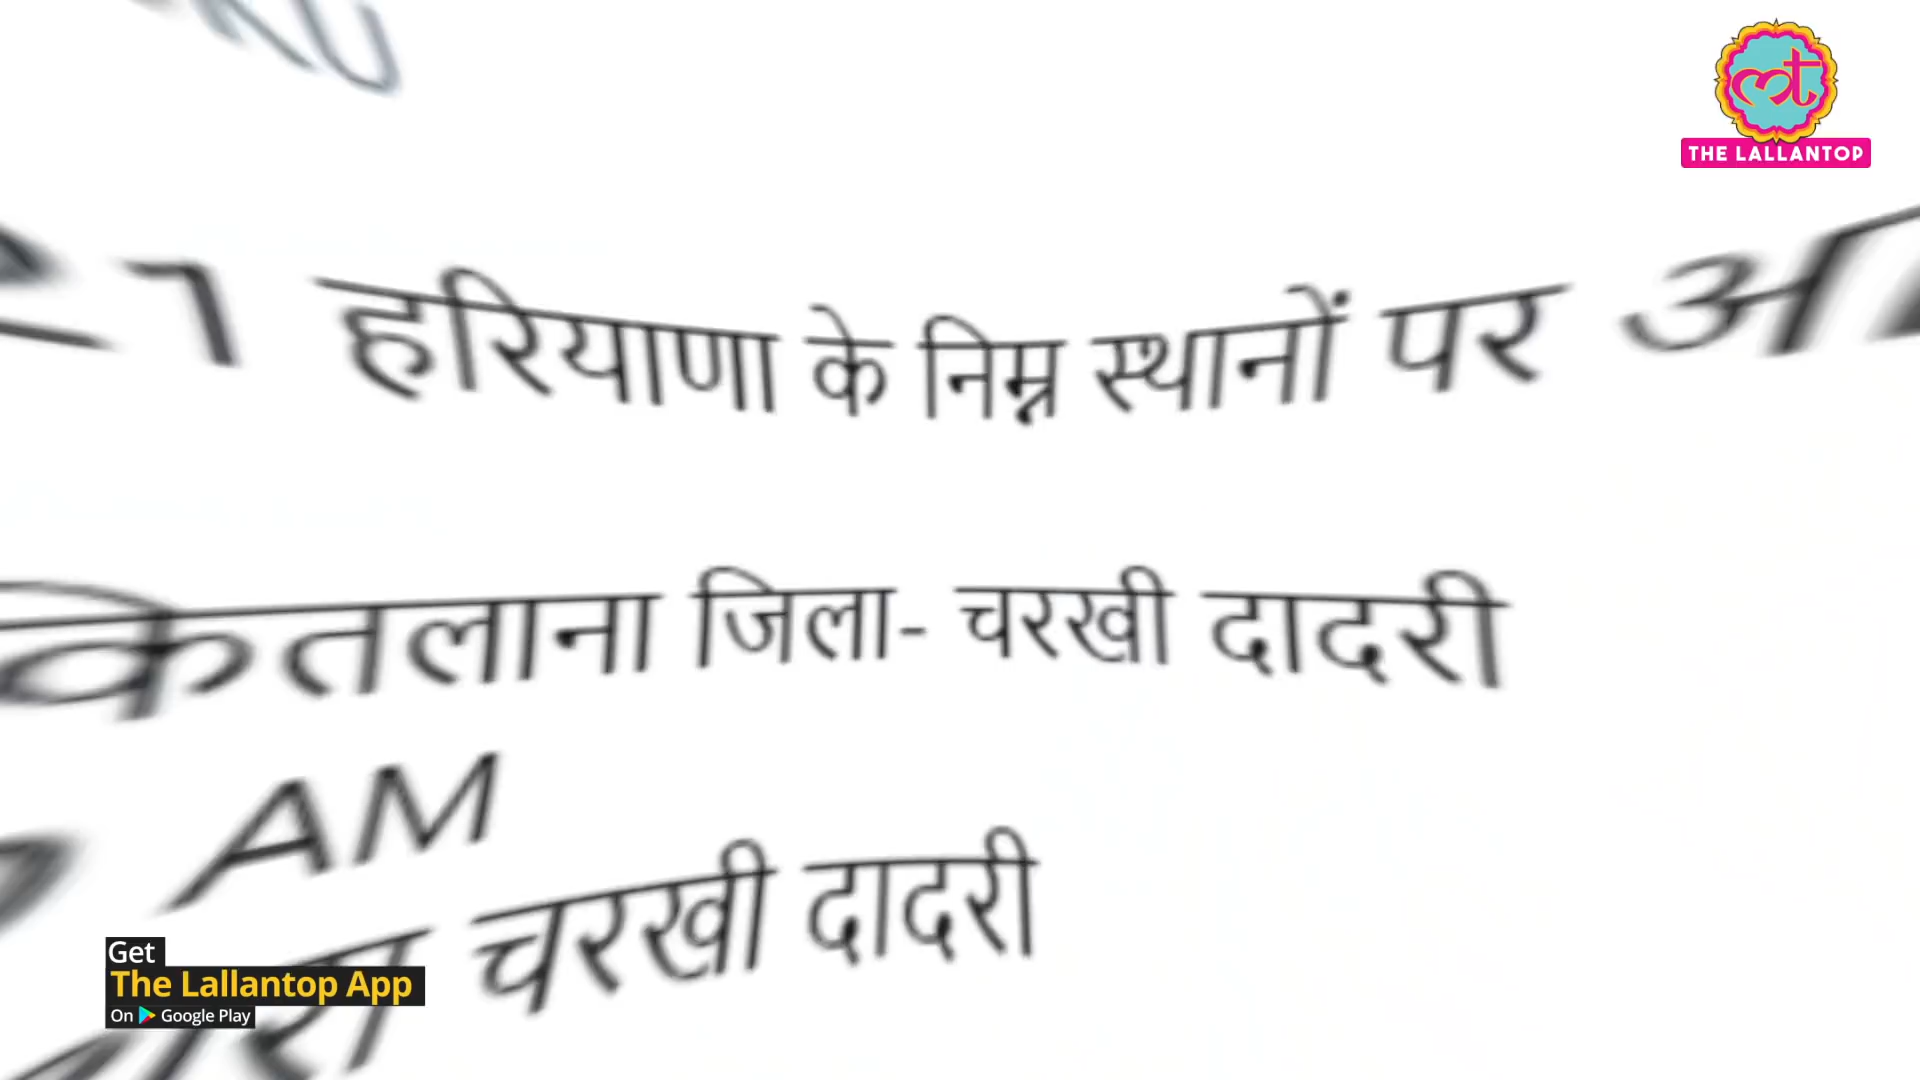 THE LALLANTOP
हरियाणा के निम्न स्थानों पर
कितलाना जिला- चरखी दादरी
AM
चरखी दादरी
Get
The Lallantop App
On Google Play